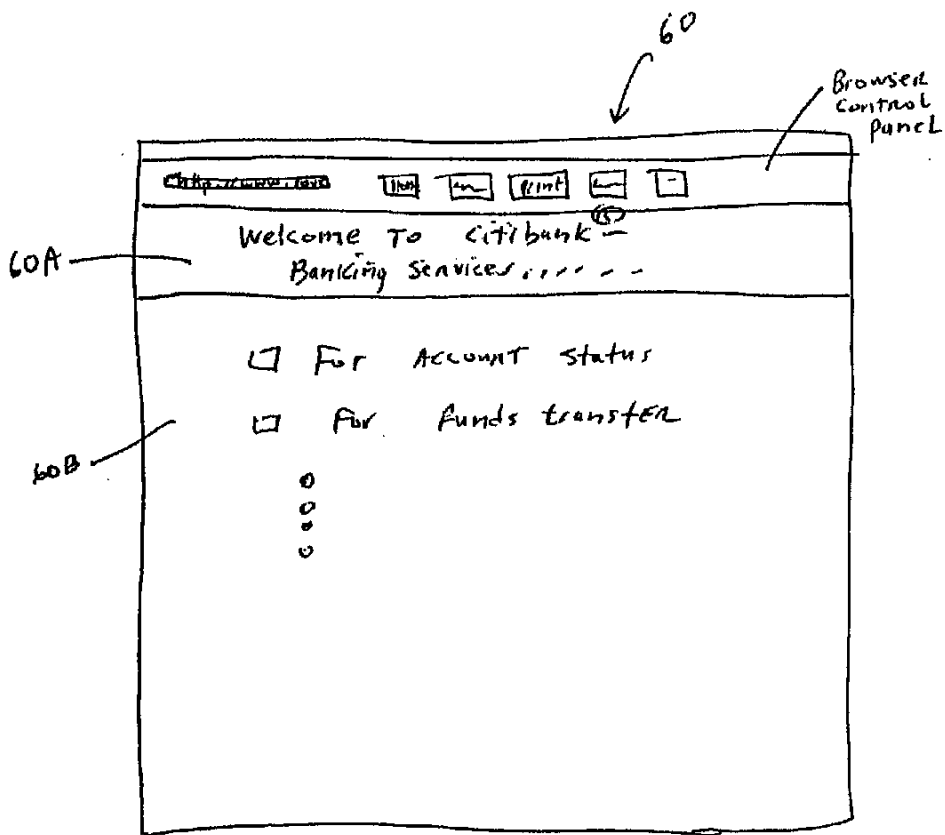 60
Browser
Control
Panel
Print
Welcome To Citibank
60A
Banking Services......
For Account Status
For funds transfer
60B